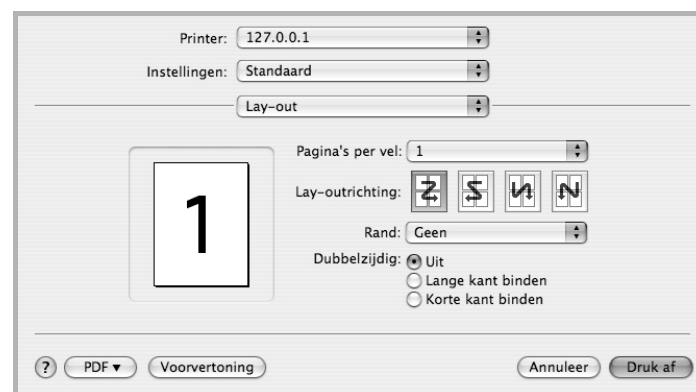 Printer: 127.0.0.1
Instellingen: Standaard
Lay-out
Pagina's per vel: 1
Lay-outrichting:
1
Rand: Geen
Dubbelzijdig: Uit
Lange kant binden
Korte kant binden
? PDF ▼ Voorvertoning Annuleer Druk af